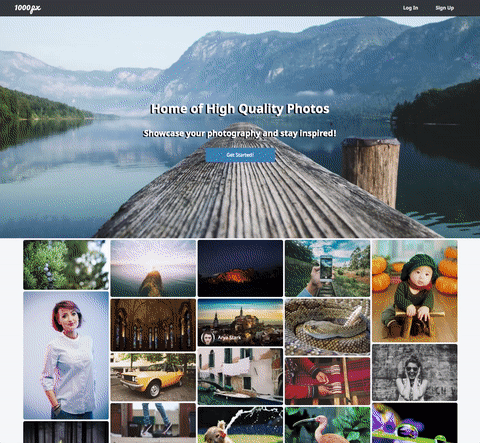 1000px
Log In
Sign Up
Home of High Quality Photos
Showcase your photography and stay inspired!
Get Started!
Arya Stark